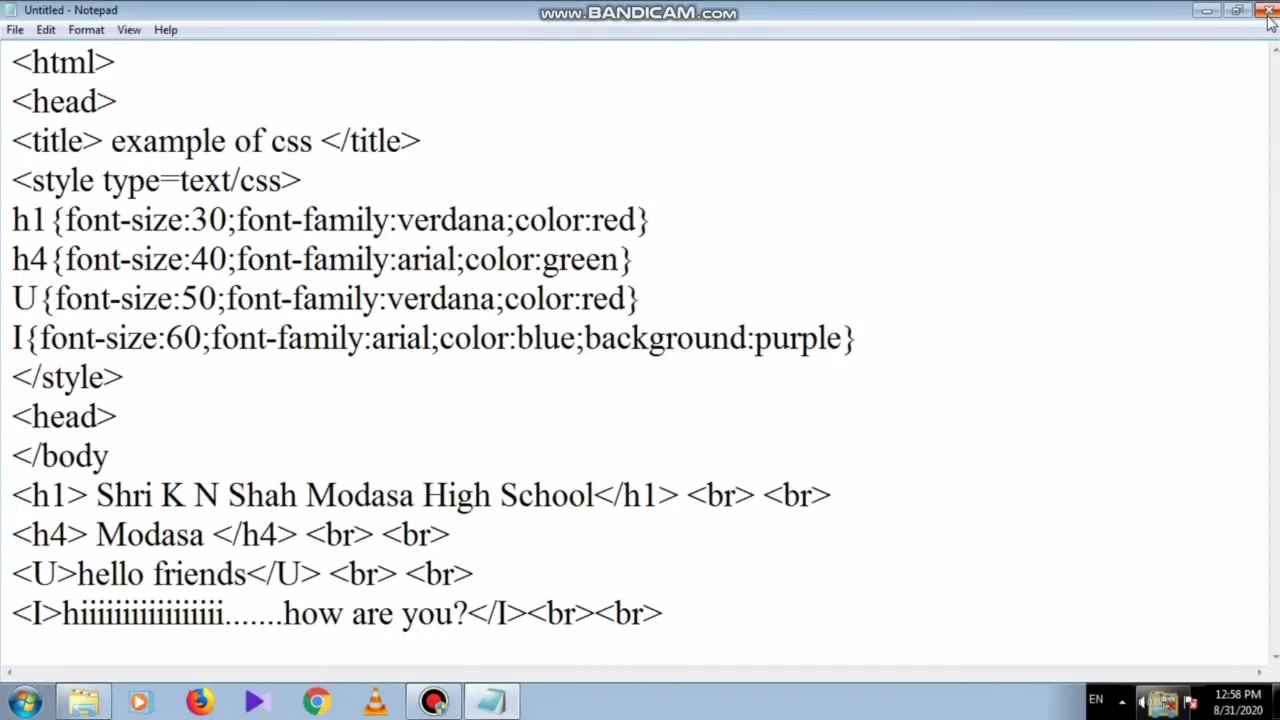 Untitled - Notepad
www.BANDICAM.com
File Edit Format View Help
<html>
<head>
<title> example of css </title>
<style type=text/css>
h1{font-size:30;font-family:verdana;color:red}
h4{font-size:40;font-family:arial;color:green}
U{font-size:50;font-family:verdana;color:red}
I{font-size:60;font-family:arial;color:blue;background:purple}
</style>
<head>
</body
<h1> Shri K N Shah Modasa High School</h1> <br> <br>
<h4> Modasa </h4> <br> <br>
<U>hello friends</U> <br> <br>
<I>hiiiiiiiiiiiiiiiii.......how are you?</I><br><br>
EN
12:58 PM
8/31/2020